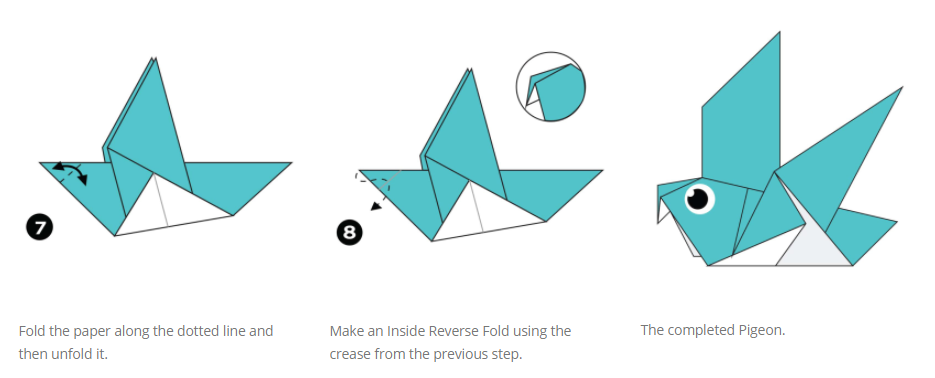 7
8
Fold the paper along the dotted line and
then unfold it.
Make an Inside Reverse Fold using the
crease from the previous step.
The completed Pigeon.